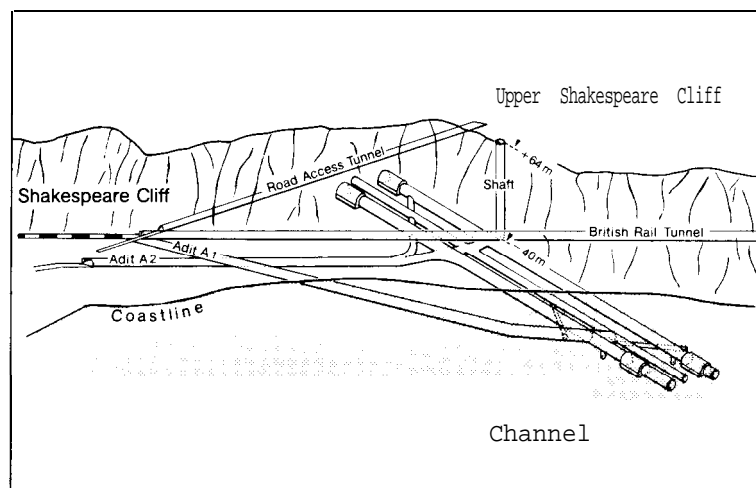 Upper Shakespeare Cliff
+64 m
Road Access Tunnel
Shaft
Shakespeare Cliff
British Rail Tunnel
Adit A1
-40 m
Adit A2
Coastline
Channel